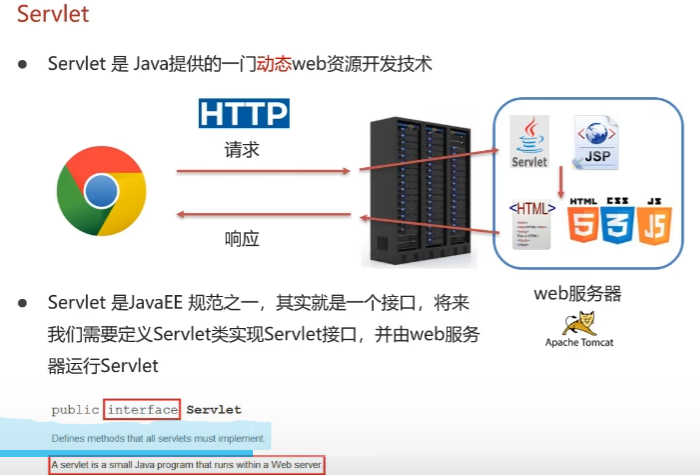 Servlet
● Servlet 是 Java提供的一门动态web资源开发技术
HTTP
请求
响应
Servlet
JSP
<HTML>
HTML
CSS
JS
5
3
JS
web服务器
Apache Tomcat
● Servlet 是JavaEE 规范之一，其实就是一个接口，将来
我们需要定义Servlet类实现Servlet接口，并由web服务
器运行Servlet
public interface Servlet
Defines methods that all servlets must implement.
A servlet is a small Java program that runs within a Web server.